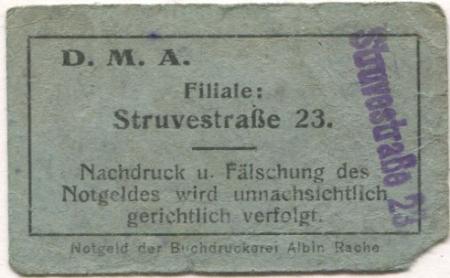 D. M. A.
Filiale:
Struvestraße 23.
Nachdruck u. Fälschung des
Notgeldes wird unnachsichtlich
gerichtlich verfolgt.
Notgeld der Buchdruckerei Albin Rache
Struvestraße 23